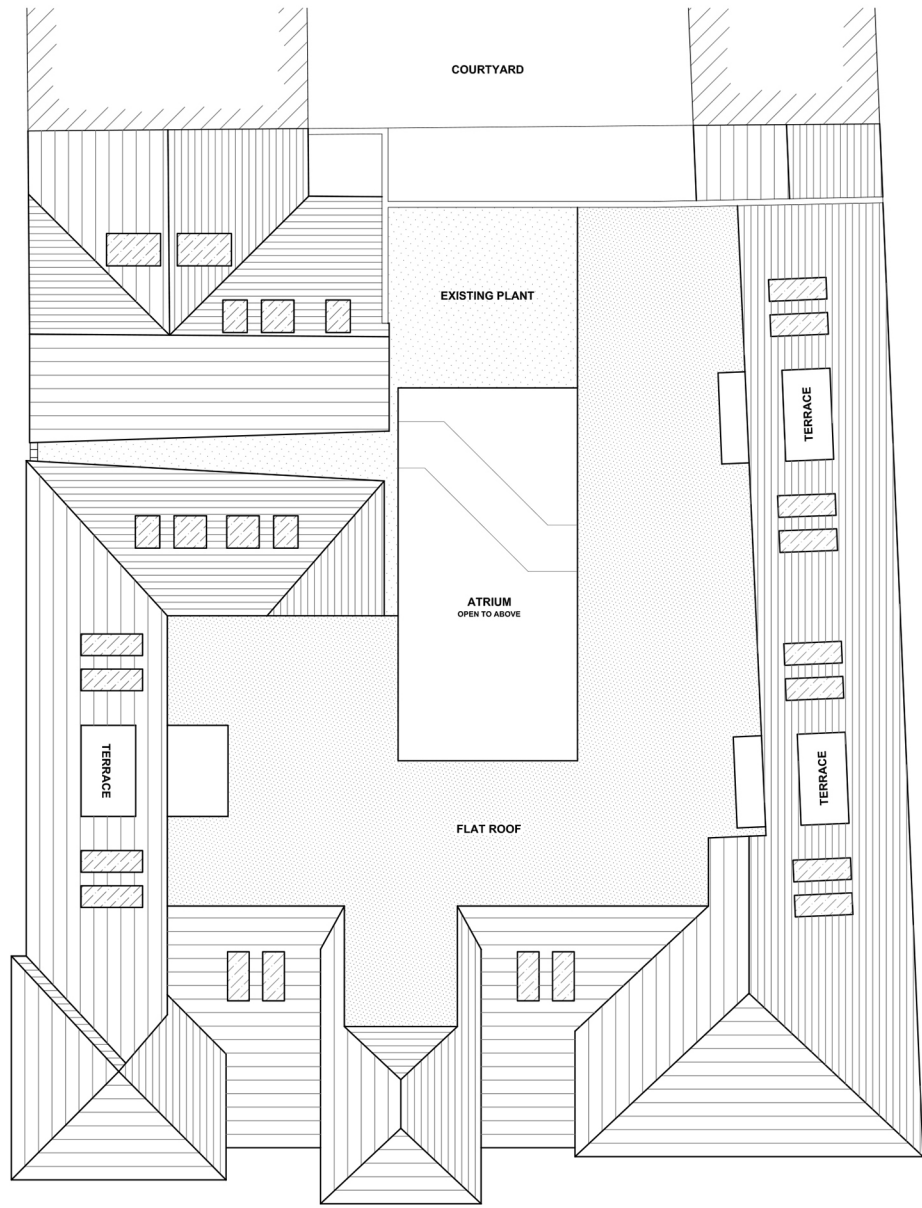 COURTYARD
EXISTING PLANT
TERRACE
ATRIUM
OPEN TO ABOVE
TERRACE
TERRACE
FLAT ROOF